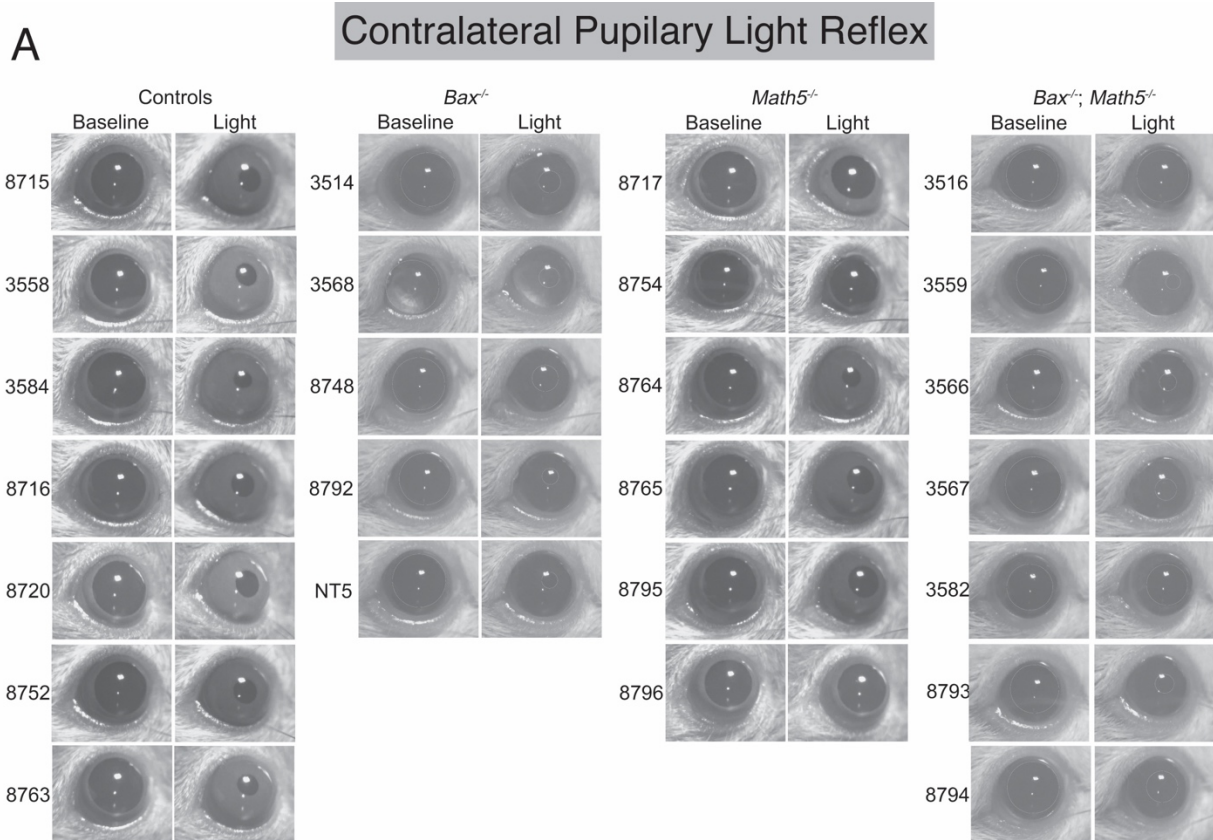 A
Contralateral Pupilary Light Reflex
Controls
Baseline Light
8715
3558
3584
8716
8720
8752
8763
Bax-/-
Baseline Light
3514
3568
8748
8792
NT5
Math5-/-
Baseline Light
8717
8754
8764
8765
8795
8796
Bax-/-; Math5-/-
Baseline Light
3516
3559
3566
3567
3582
8793
8794